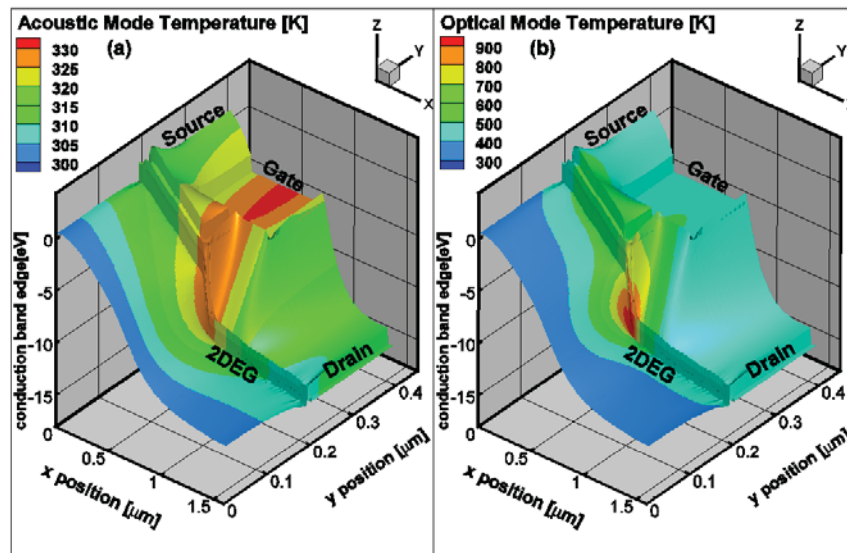 Acoustic Mode Temperature [K]
330
325
320
315
310
305
300
(a)
Z
Y
X
Source
Gate
2DEG
Drain
conduction band edge[eV]
0
-5
-10
-15
0
0.5
1
1.5
x position [μm]
0
0.1
0.2
0.3
0.4
y position [μm]
Optical Mode Temperature [K]
900
800
700
600
500
400
300
(b)
Z
Y
Source
Gate
2DEG
Drain
conduction band edge[eV]
0
-5
-10
-15
0
0.5
1
1.5
x position [μm]
0
0.1
0.2
0.3
0.4
y position [μm]